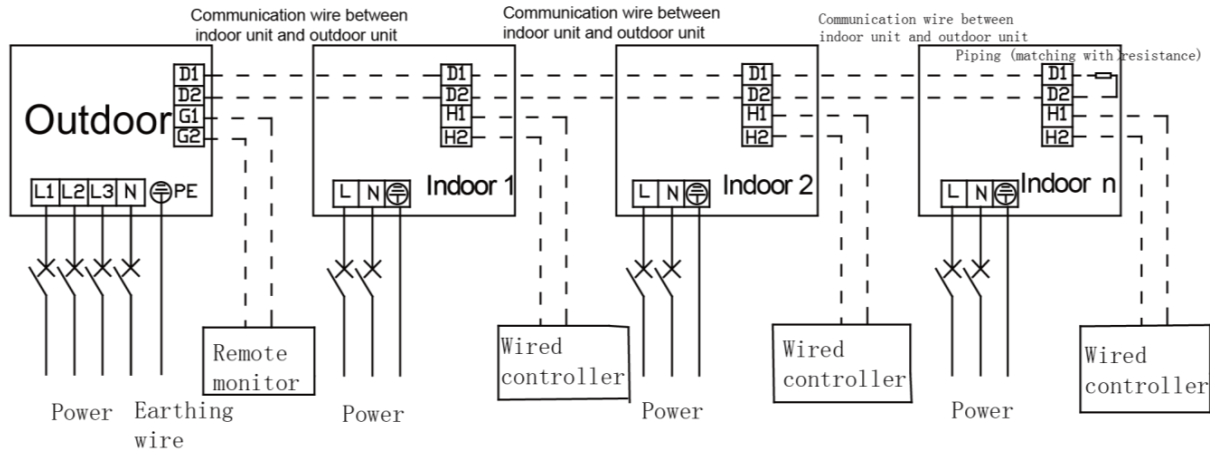 Communication wire between
indoor unit and outdoor unit
Communication wire between
indoor unit and outdoor unit
Communication wire between
indoor unit and outdoor unit
Piping (matching with resistance)
Outdoor
D1
D2
G1
G2
L1 L2 L3 N PE
D1
D2
H1
H2
L N
Indoor 1
D1
D2
H1
H2
L N
Indoor 2
D1
D2
H1
H2
L N
Indoor n
Remote
monitor
Wired
controller
Wired
controller
Wired
controller
Power
Earthing
wire
Power
Power
Power